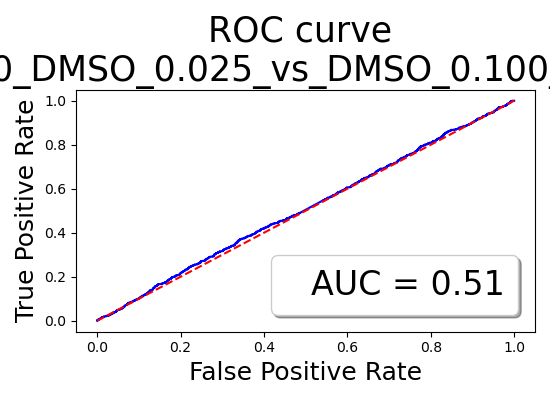 ROC curve
0_DMSO_0.025_vs_DMSO_0.100_
True Positive Rate
1.0
0.8
0.6
0.4
0.2
0.0
AUC = 0.51
0.0 0.2 0.4 0.6 0.8 1.0
False Positive Rate